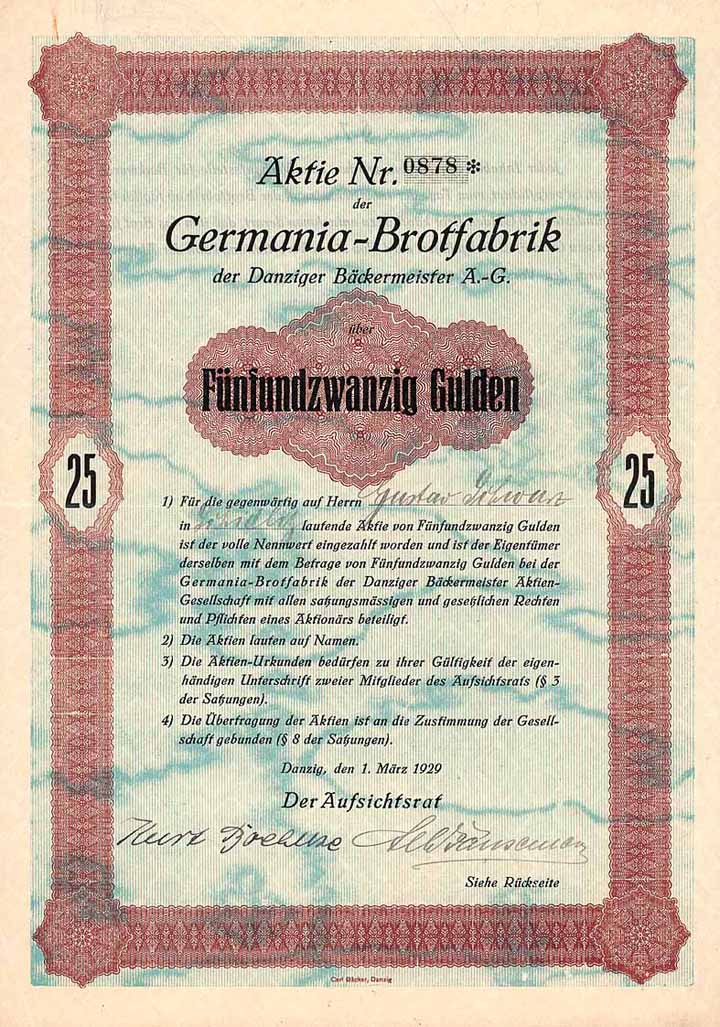 Aktie Nr. 0878 *
der
Germania-Brotfabrik
der Danziger Bäckermeister A.-G.
über
Fünfundzwanzig Gulden
25
25
1) Für die gegenwärtig auf Herrn Gustav Schwarz
in lautende Aktie von Fünfundzwanzig Gulden
ist der volle Nennwert eingezahlt worden und ist der Eigentümer
derselben mit dem Betrage von Fünfundzwanzig Gulden bei der
Germania-Brotfabrik der Danziger Bäckermeister Aktien-
Gesellschaft mit allen satzungsmässigen und gesetzlichen Rechten
und Pflichten eines Aktionärs beteiligt.
2) Die Aktien lauten auf Namen.
3) Die Aktien-Urkunden bedürfen zu ihrer Gültigkeit der eigen-
händigen Unterschrift zweier Mitglieder des Aufsichtsrats (§ 3
der Satzungen).
4) Die Übertragung der Aktien ist an die Zustimmung der Gesell-
schaft gebunden (§ 8 der Satzungen).
Danzig, den 1. März 1929
Der Aufsichtsrat
Kurt
Siehe Rückseite
Carl Bäcker, Danzig